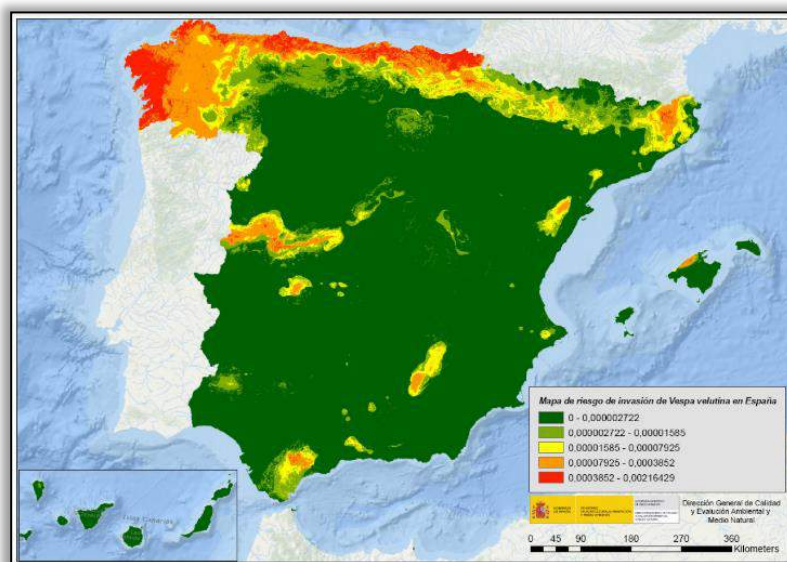 Mapa de riesgo de invasión de Vespa velutina en España
0 - 0,000002722
0,000002722 - 0,00001585
0,00001585 - 0,00007925
0,00007925 - 0,0003852
0,0003852 - 0,00216429
Dirección General de Calidad
y Evalución Ambiental y
Medio Natural
0 45 90 180 270 360
Kilometers